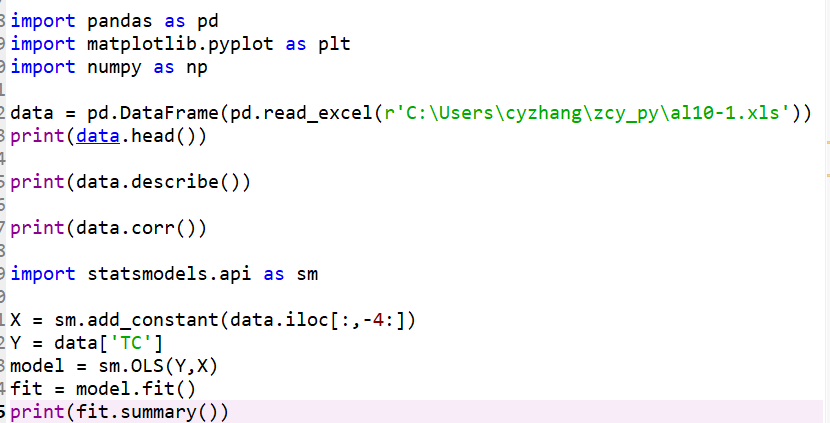 import pandas as pd
import matplotlib.pyplot as plt
import numpy as np
data = pd.DataFrame(pd.read_excel(r'C:\Users\cyzhang\zcy_py\al10-1.xls'))
print(data.head())
print(data.describe())
print(data.corr())
import statsmodels.api as sm
X = sm.add_constant(data.iloc[:,-4:])
Y = data['TC']
model = sm.OLS(Y,X)
fit = model.fit()
print(fit.summary())